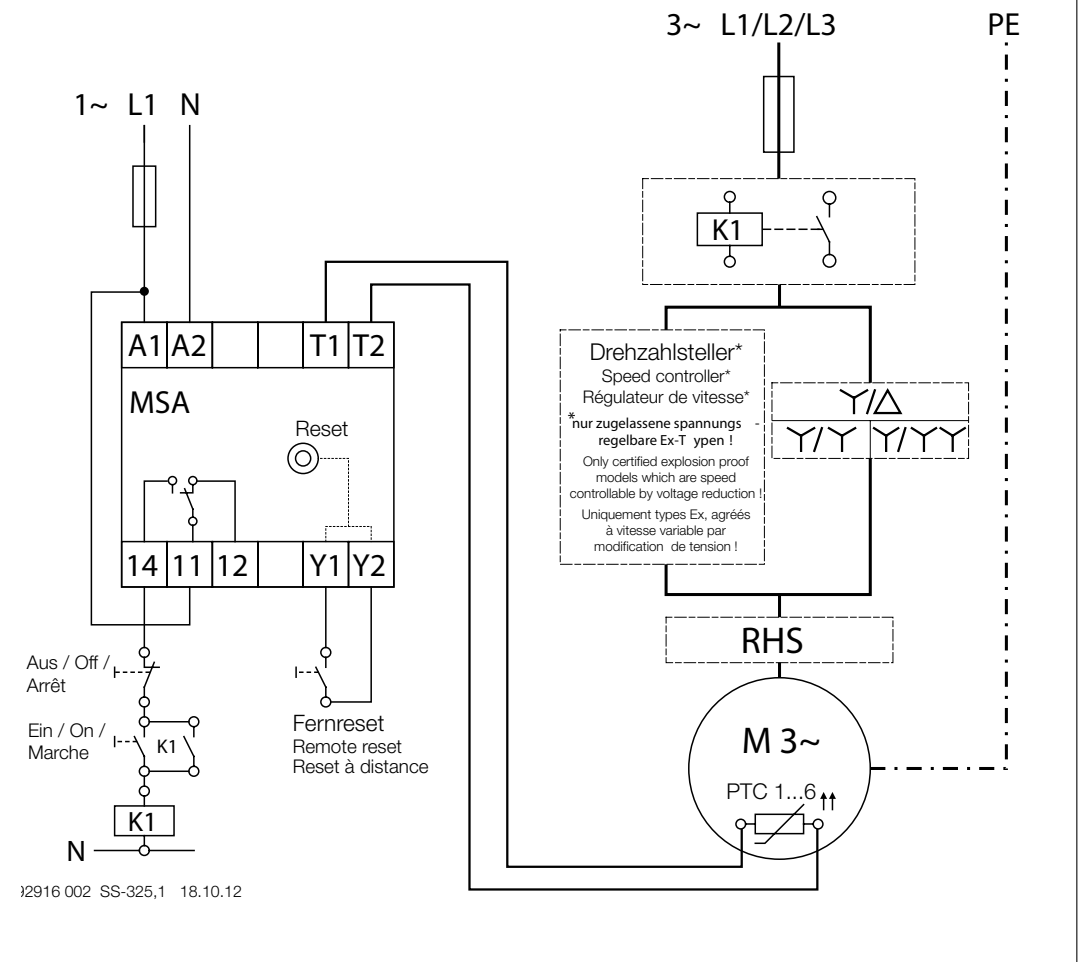 3~ L1/L2/L3
PE
1~ L1 N
K1
A1 A2 T1 T2
MSA
Reset
14 11 12 Y1 Y2
Drehzahlsteller*
Speed controller*
Régulateur de vitesse*
*nur zugelassene spannungs -
regelbare Ex-T ypen !
Only certified explosion proof
models which are speed
controllable by voltage reduction !
Uniquement types Ex, agréés
à vitesse variable par
modification de tension !
RHS
M 3~
PTC 1...6
Aus / Off /
Arrêt
Ein / On /
Marche
K1
K1
N
Fernreset
Remote reset
Reset à distance
92916 002 SS-325,1 18.10.12